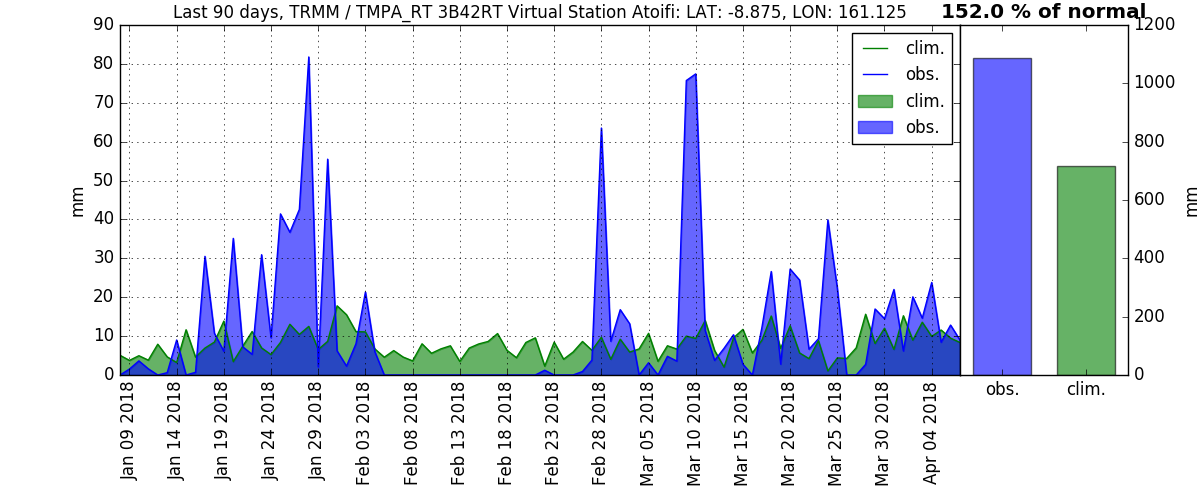 Last 90 days, TRMM / TMPA_RT 3B42RT Virtual Station Atoifi: LAT: -8.875, LON: 161.125
152.0 % of normal
90
80
70
60
50
40
30
20
10
0
mm
clim.
obs.
clim.
obs.
Jan 09 2018
Jan 14 2018
Jan 19 2018
Jan 24 2018
Jan 29 2018
Feb 03 2018
Feb 08 2018
Feb 13 2018
Feb 18 2018
Feb 23 2018
Feb 28 2018
Mar 05 2018
Mar 10 2018
Mar 15 2018
Mar 20 2018
Mar 25 2018
Mar 30 2018
Apr 04 2018
1200
1000
800
600
400
200
0
mm
obs.
clim.